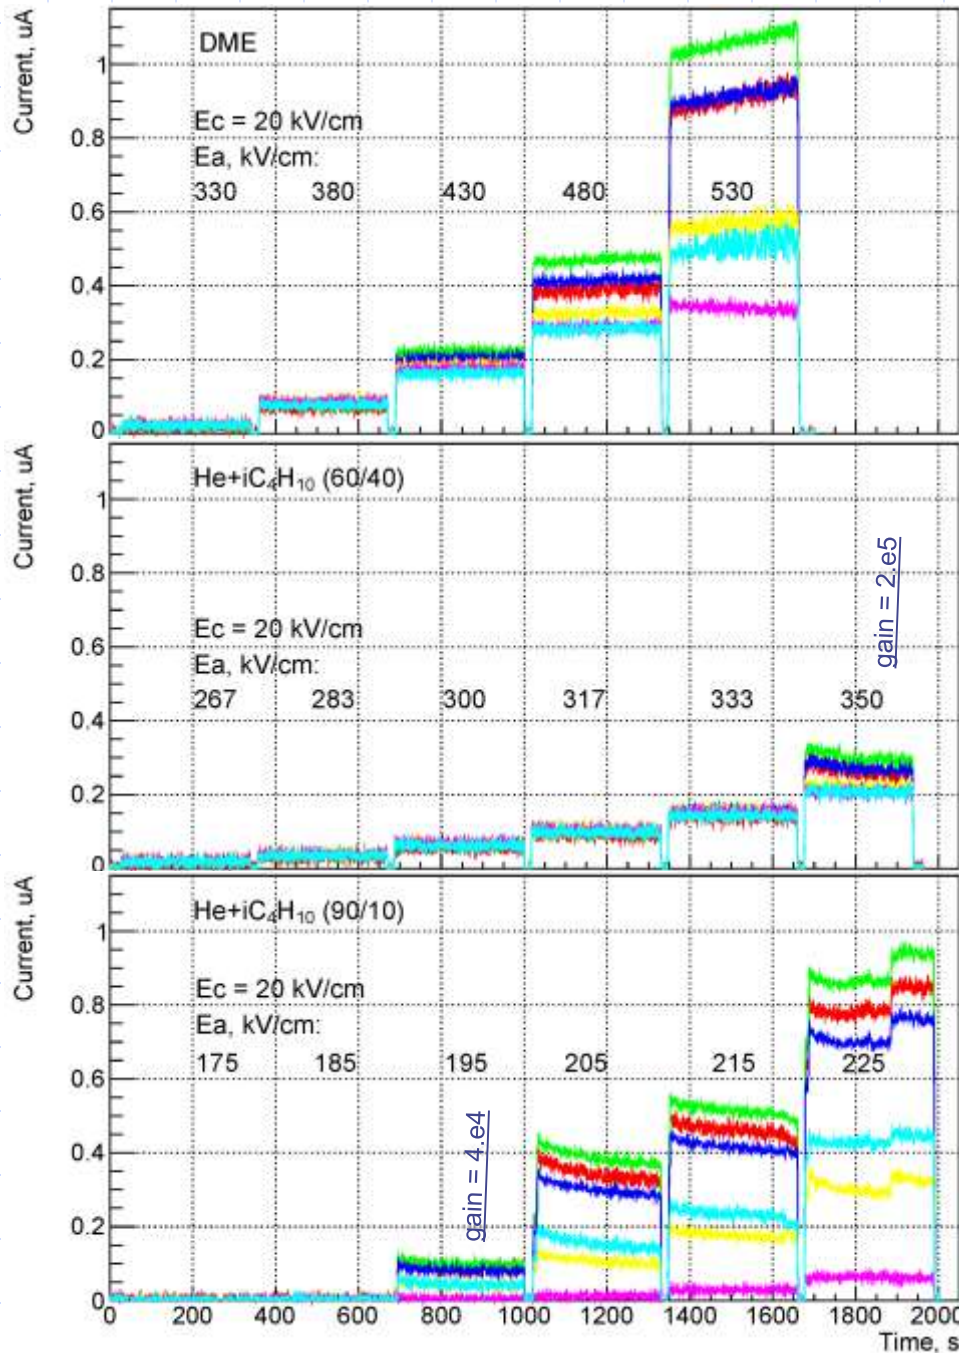 Current, uA
DME
Ec = 20 kV/cm
Ea, kV/cm:
330 380 430 480 530
1
0.8
0.6
0.4
0.2
0
Current, uA
He+iC₄H₁₀ (60/40)
Ec = 20 kV/cm
Ea, kV/cm:
267 283 300 317 333 350
gain = 2.e5
1
0.8
0.6
0.4
0.2
0
Current, uA
He+iC₄H₁₀ (90/10)
Ec = 20 kV/cm
Ea, kV/cm:
175 185 195 205 215 225
gain = 4.e4
1
0.8
0.6
0.4
0.2
0
0 200 400 600 800 1000 1200 1400 1600 1800 2000
Time, s